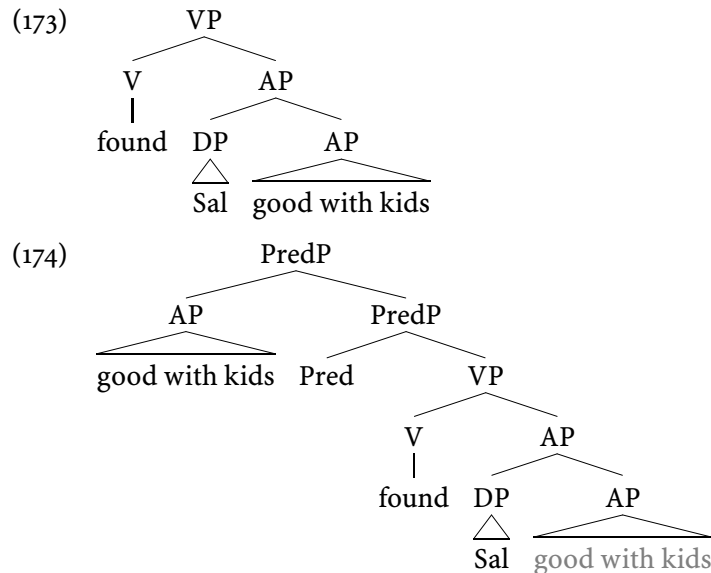 (173) VP
V AP
found DP AP
Sal good with kids
(174) PredP
AP PredP
good with kids Pred VP
V AP
found DP AP
Sal good with kids